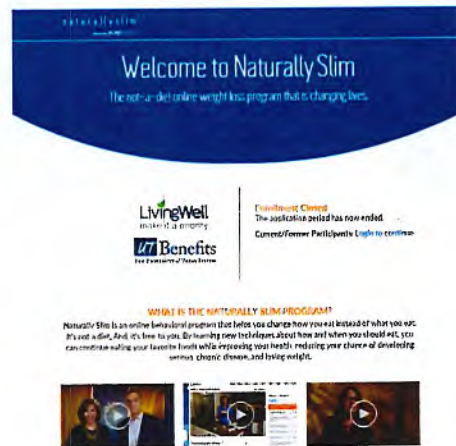 naturallyslim
Welcome to Naturally Slim
The not-a-diet online weight loss program that is changing lives.
LivingWell
make it a priority
UT Benefits
Enrollment Closed
The application period has now ended.
Current/Former Participants Login to continue
WHAT IS THE NATURALLY SLIM PROGRAM?
Naturally Slim is an online behavioral program that helps you change how you eat instead of what you eat.
It's not a diet. And, it's free to you. By learning new techniques about how and when you should eat, you
can continue eating your favorite foods while improving your health, reducing your chance of developing
serious chronic disease, and losing weight.